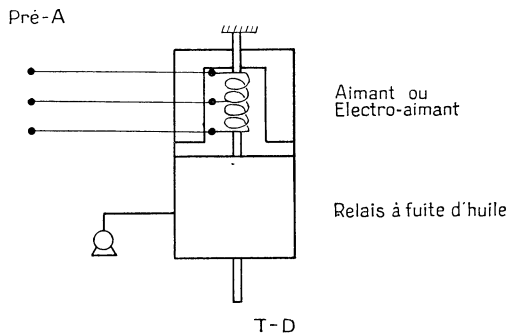 Pré-A
Aimant ou
Electro-aimant
Relais à fuite d'huile
T-D